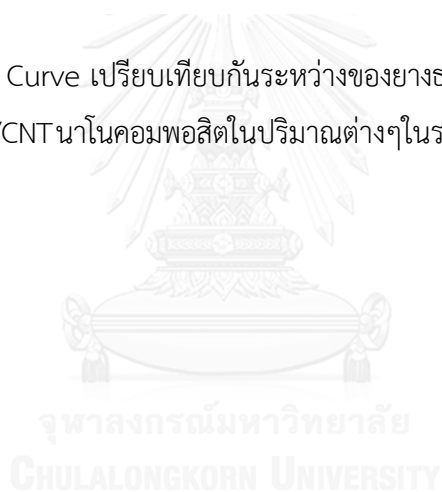 Curve เปรียบเทียบกันระหว่างของยางธ
/CNT นาโนคอมพอสิตในปริมาณต่างๆในร
จุฬาลงกรณ์มหาวิทยาลัย
CHULALONGKORN UNIVERSITY